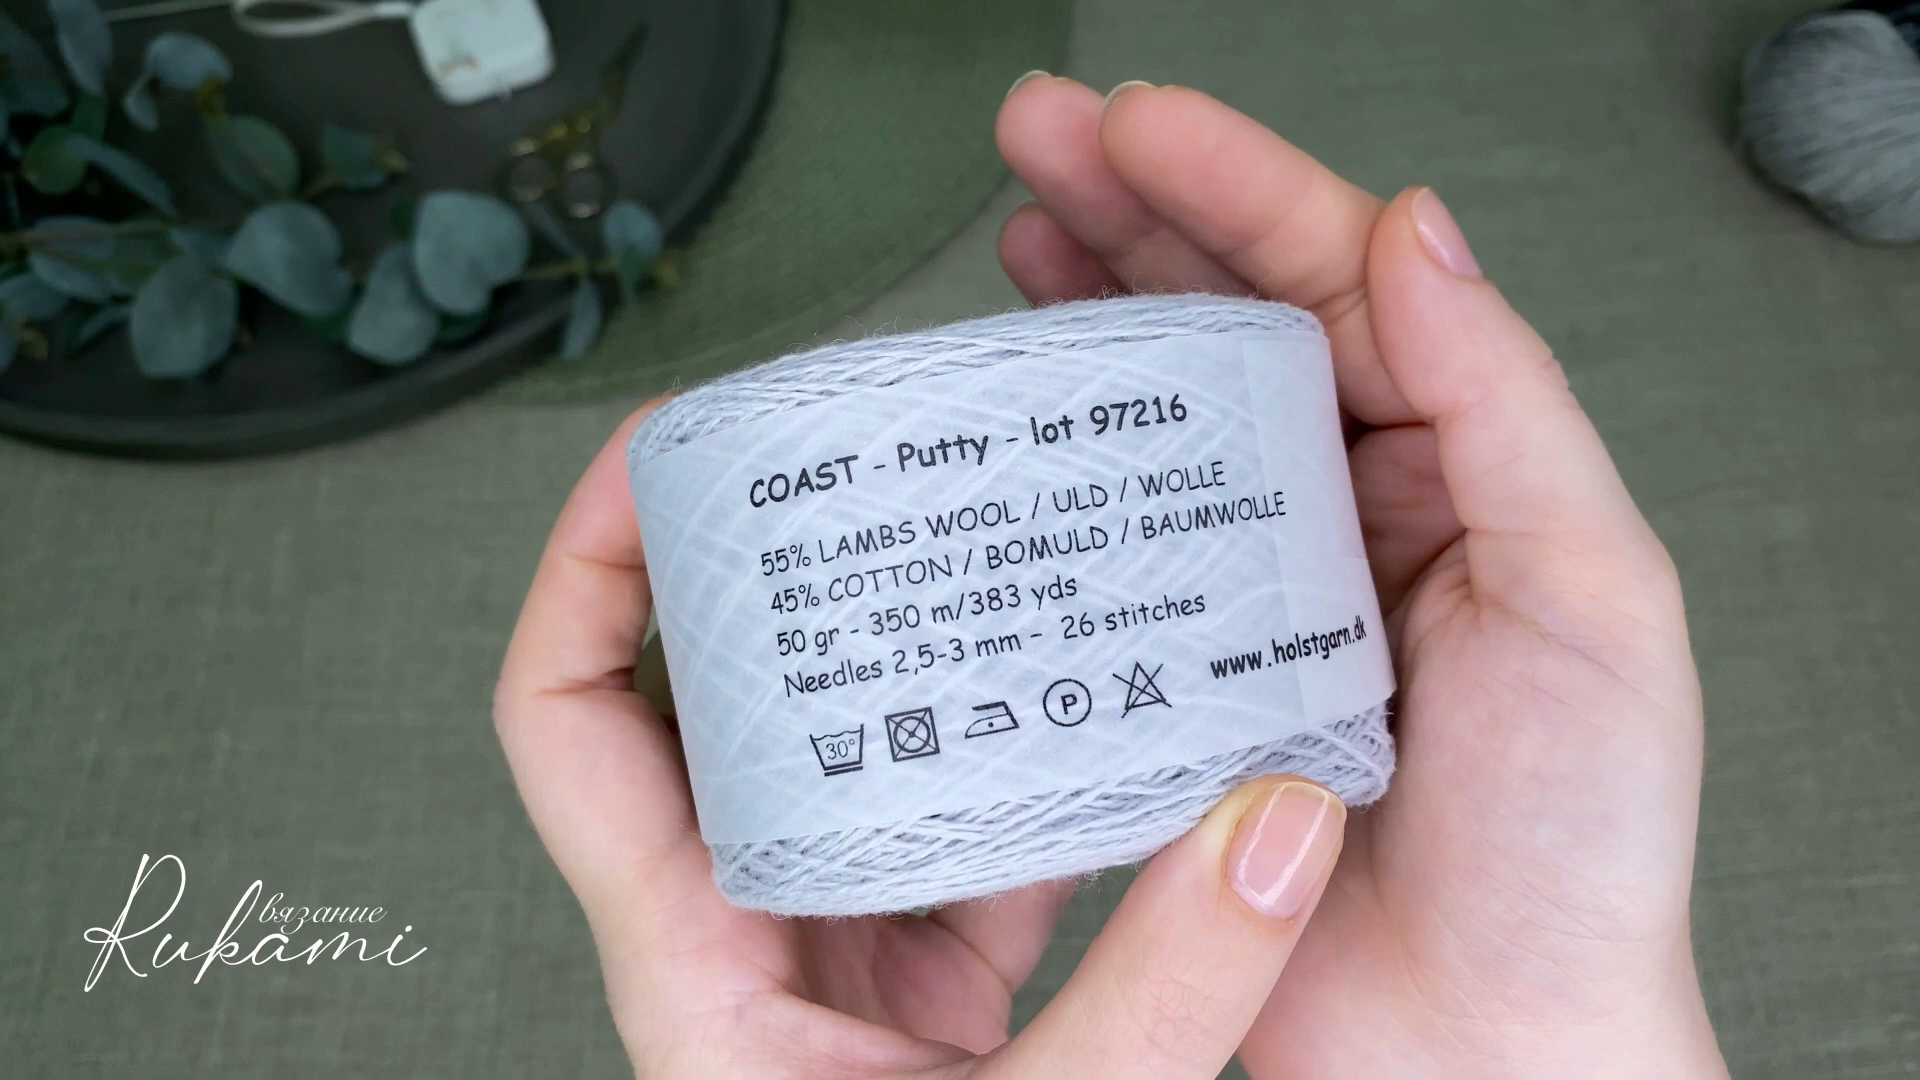 COAST - Putty - lot 97216
55% LAMBS WOOL / ULD / WOLLE
45% COTTON / BOMULD / BAUMWOLLE
50 gr - 350 m/383 yds
Needles 2,5-3 mm - 26 stitches
www.holstgarn.dk
30°
P
вязание
Rukami